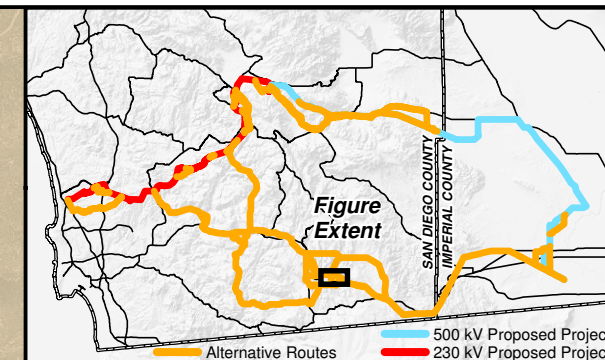 Figure
Extent
SAN DIEGO COUNTY
IMPERIAL COUNTY
500 kV Proposed Projec
Alternative Routes
230 kV Proposed Projec